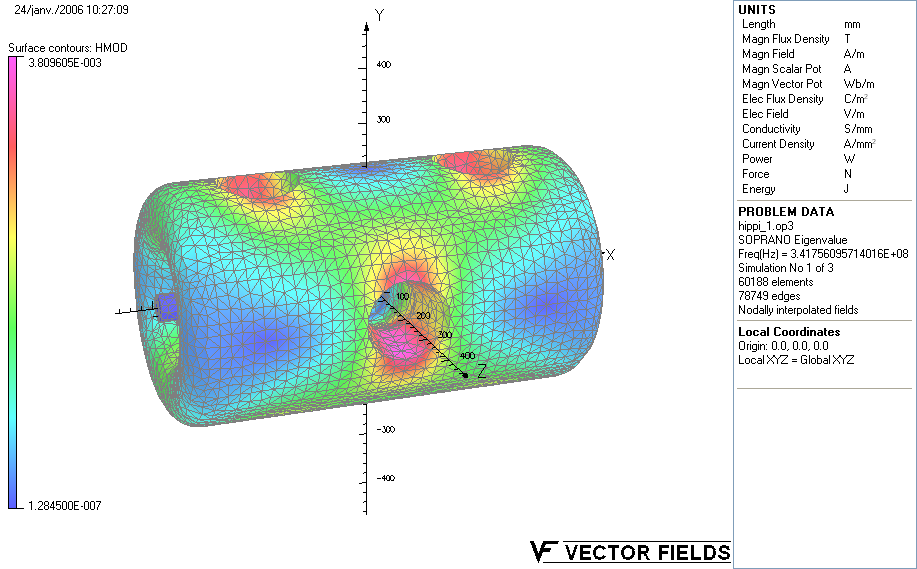 24/janv./2006 10:27:09
Surface contours: HMOD
3.809605E-003
1.284500E-007
Y
400
300
X
100
200
300
400
Z
-300
-400
VF VECTOR FIELDS
UNITS
Length mm
Magn Flux Density T
Magn Field A/m
Magn Scalar Pot A
Magn Vector Pot Wb/m
Elec Flux Density C/m²
Elec Field V/m
Conductivity S/mm
Current Density A/mm²
Power W
Force N
Energy J
PROBLEM DATA
hippi_1.op3
SOPRANO Eigenvalue
Freq(Hz) = 3.41756095714016E+08
Simulation No 1 of 3
60188 elements
78749 edges
Nodally interpolated fields
Local Coordinates
Origin: 0.0, 0.0, 0.0
Local XYZ = Global XYZ